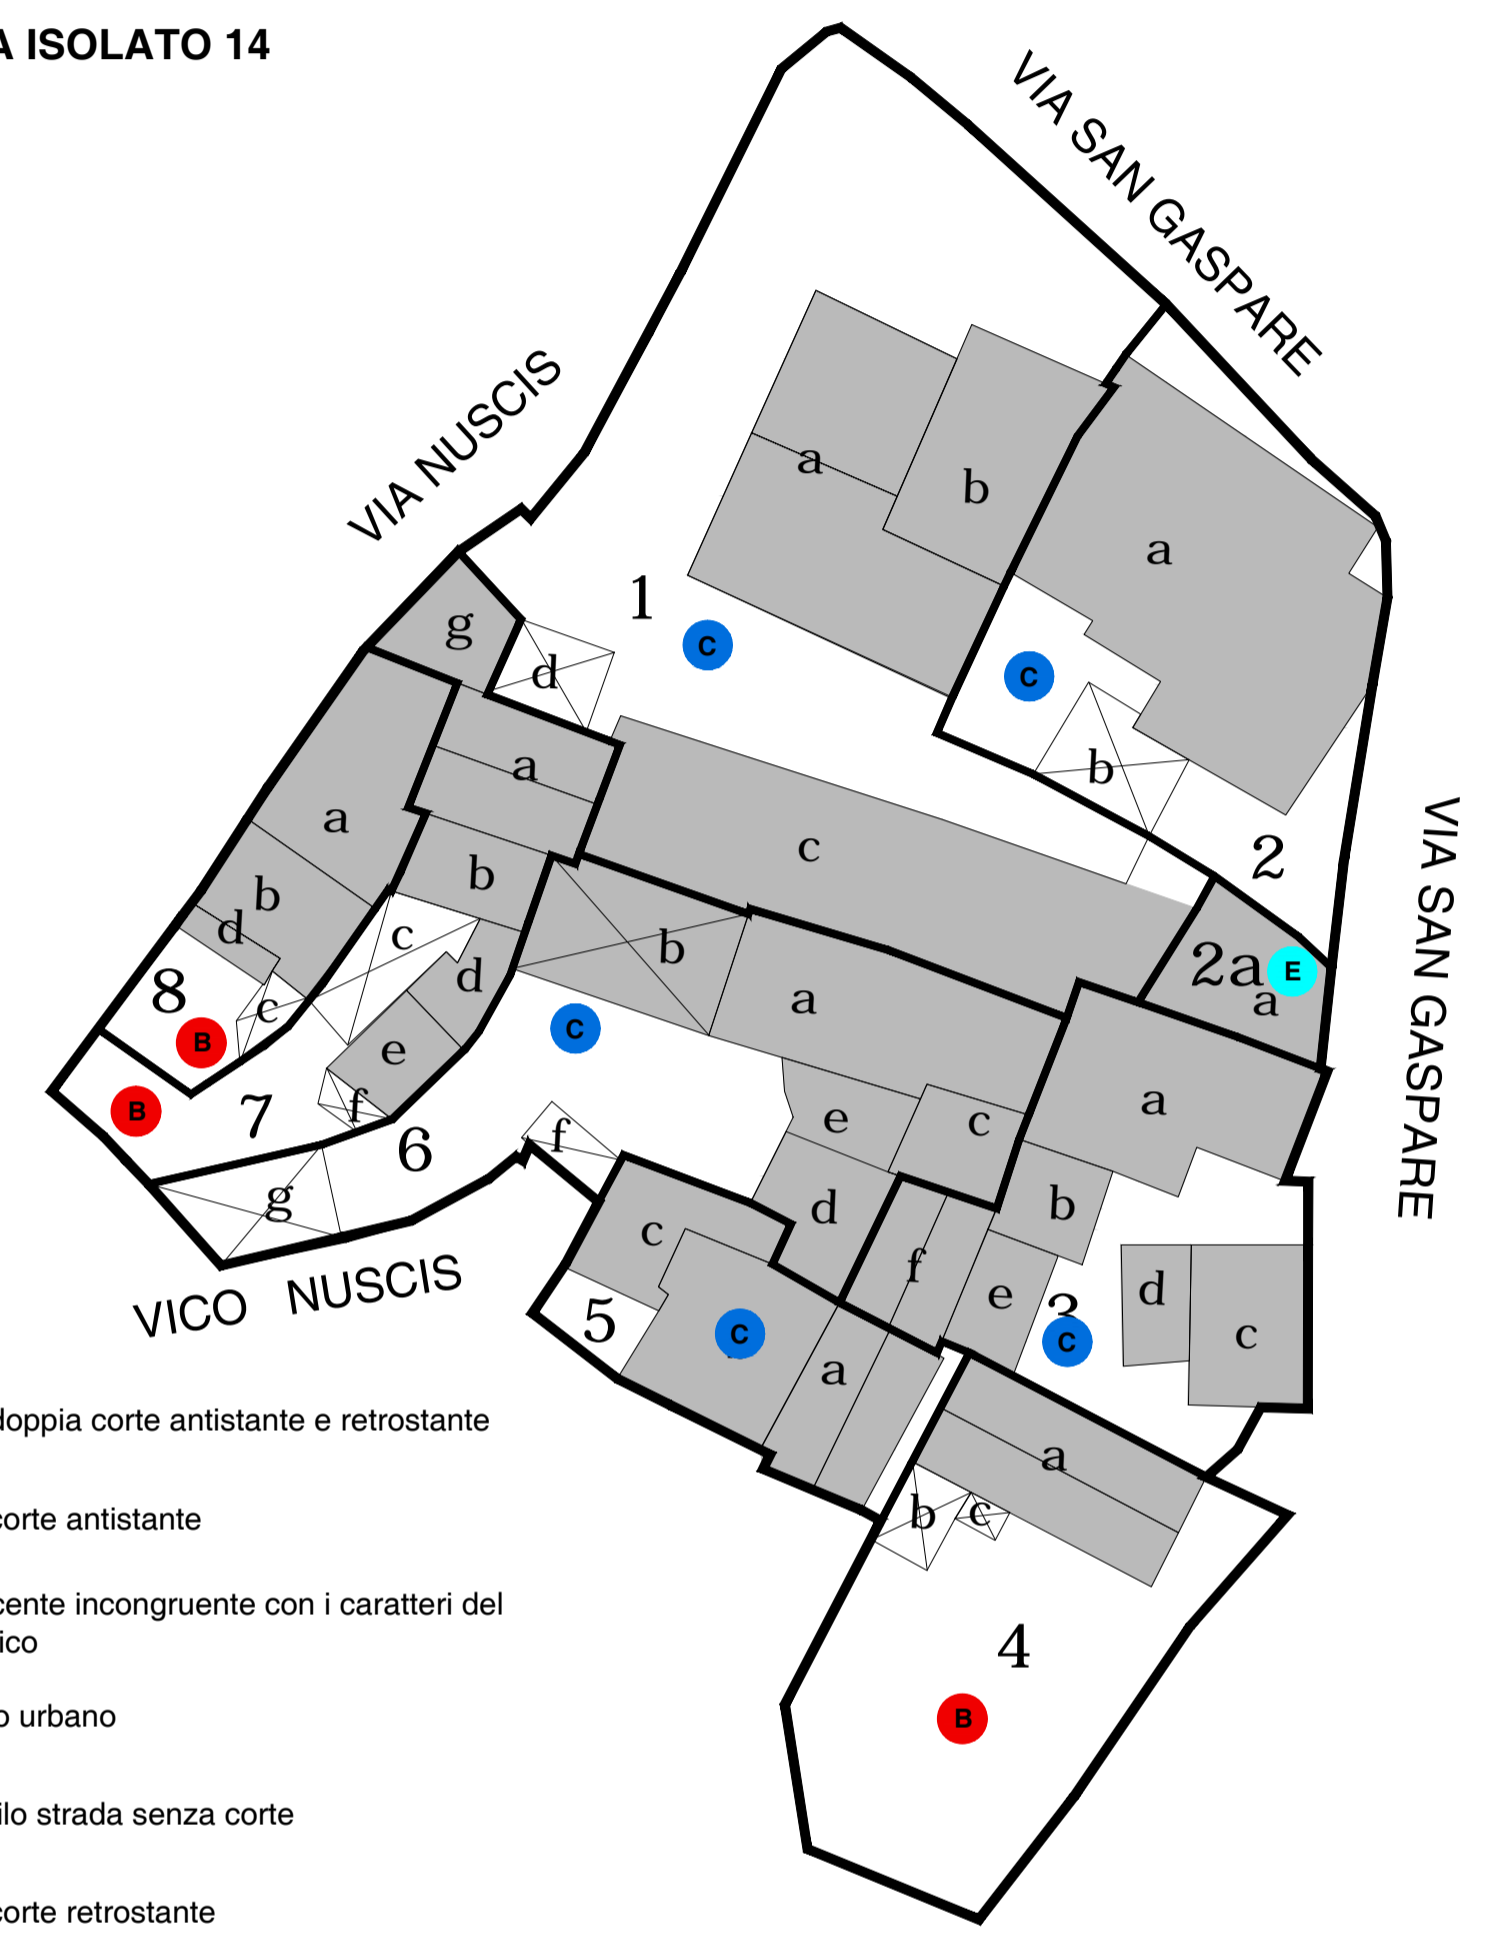 A ISOLATO 14
VIA SAN GASPARE
VIA NUSCIS
a
b
a
1
C
C
g
d
b
a
a
c
2
b
b
d
c
b
2a
E
a
8
c
d
a
B
C
e
a
B
7
f
6
f
e
c
VIA SAN GASPARE
g
c
d
b
f
e
3
d
c
VICO NUSCIS
5
C
C
a
doppia corte antistante e retrostante
a
corte antistante
b
c
cente incongruente con i caratteri del
ico
4
o urbano
B
ilo strada senza corte
corte retrostante